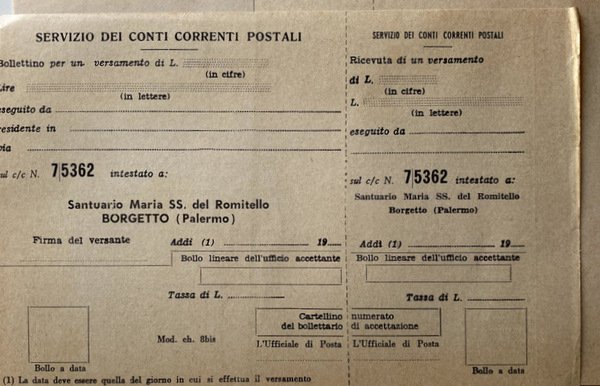 SERVIZIO DEI CONTI CORRENTI POSTALI
Bollettino per un versamento di L.
(in cifre)
Lire
(in lettere)
eseguito da
residente in
via
sul c/c N. 75362 intestato a:
Santuario Maria SS. del Romitello
BORGETTO (Palermo)
Firma del versante
Addì (1) 19
Bollo lineare dell'ufficio accettante
Tassa di L.
Cartellino
del bollettario
Mod. ch. 8bis
L'Ufficiale di Posta
Bollo a data
(1) La data deve essere quella del giorno in cui si effettua il versamento
SERVIZIO DEI CONTI CORRENTI POSTALI
Ricevuta di un versamento
di L.
(in cifre)
L.
(in lettere)
eseguito da
sul c/c N. 75362 intestato a:
Santuario Maria SS. del Romitello
Borgetto (Palermo)
Addì (1) 19
Bollo lineare dell'ufficio accettante
Tassa di L.
numerato
di accettazione
L'Ufficiale di Posta
Bollo a data